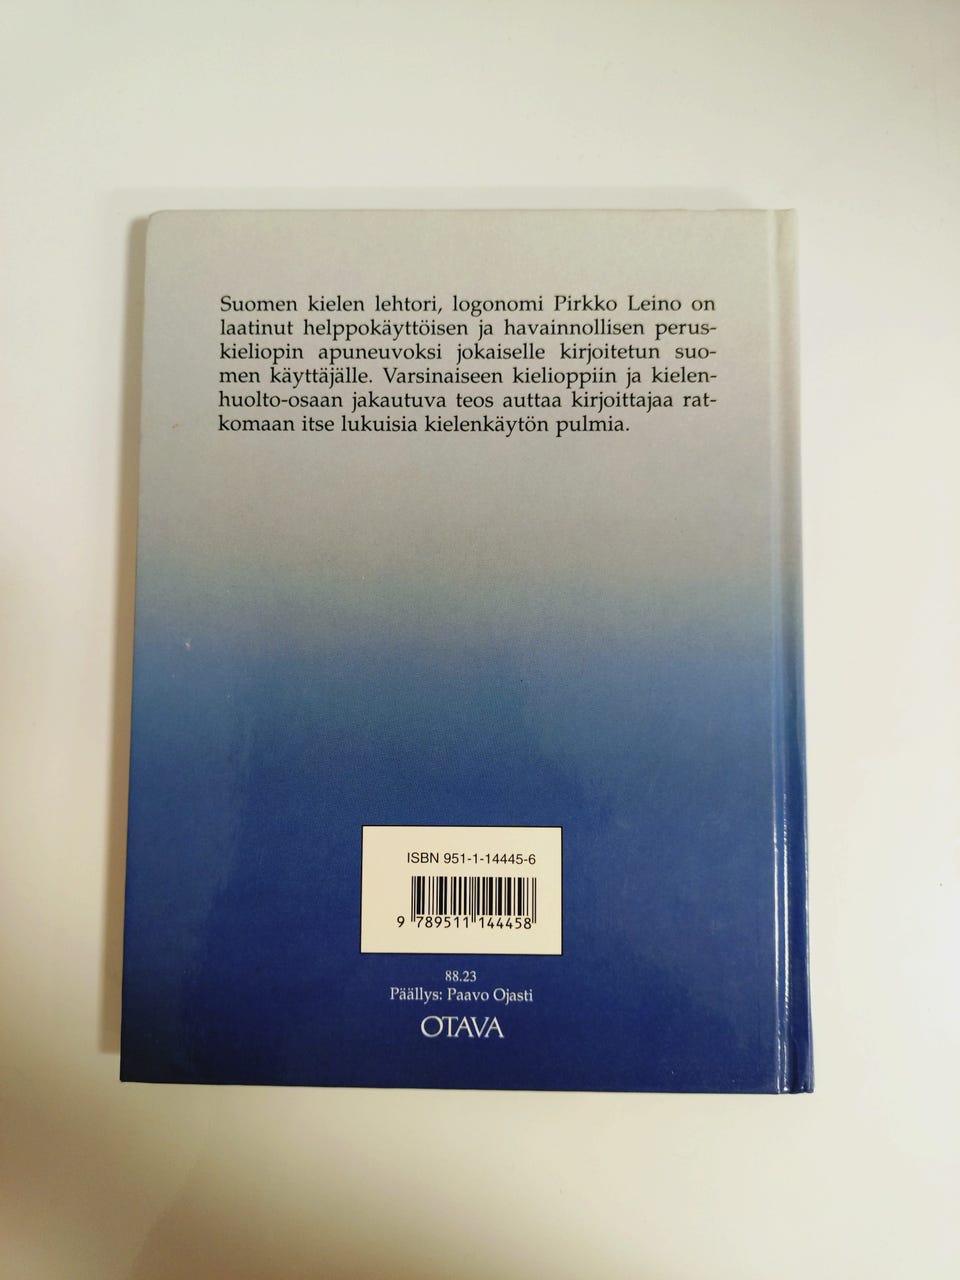 Suomen kielen lehtori, logonomi Pirkko Leino on
laatinut helppokäyttöisen ja havainnollisen perus-
kieliopin apuneuvoksi jokaiselle kirjoitetun suo-
men käyttäjälle. Varsinaiseen kielioppiin ja kielen-
huolto-osaan jakautuva teos auttaa kirjoittajaa rat-
komaan itse lukuisia kielenkäytön pulmia.
ISBN 951-1-14445-6
9 789511 144458
88.23
Päällys: Paavo Ojasti
OTAVA